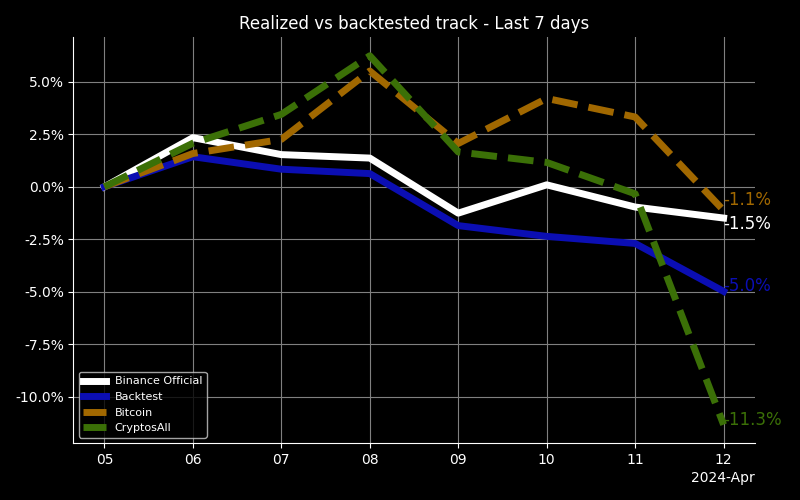 Realized vs backtested track - Last 7 days
5.0%
2.5%
0.0%
-2.5%
-5.0%
-7.5%
-10.0%
-1.1%
-1.5%
-5.0%
-11.3%
Binance Official
Backtest
Bitcoin
CryptosAll
05 06 07 08 09 10 11 12
2024-Apr